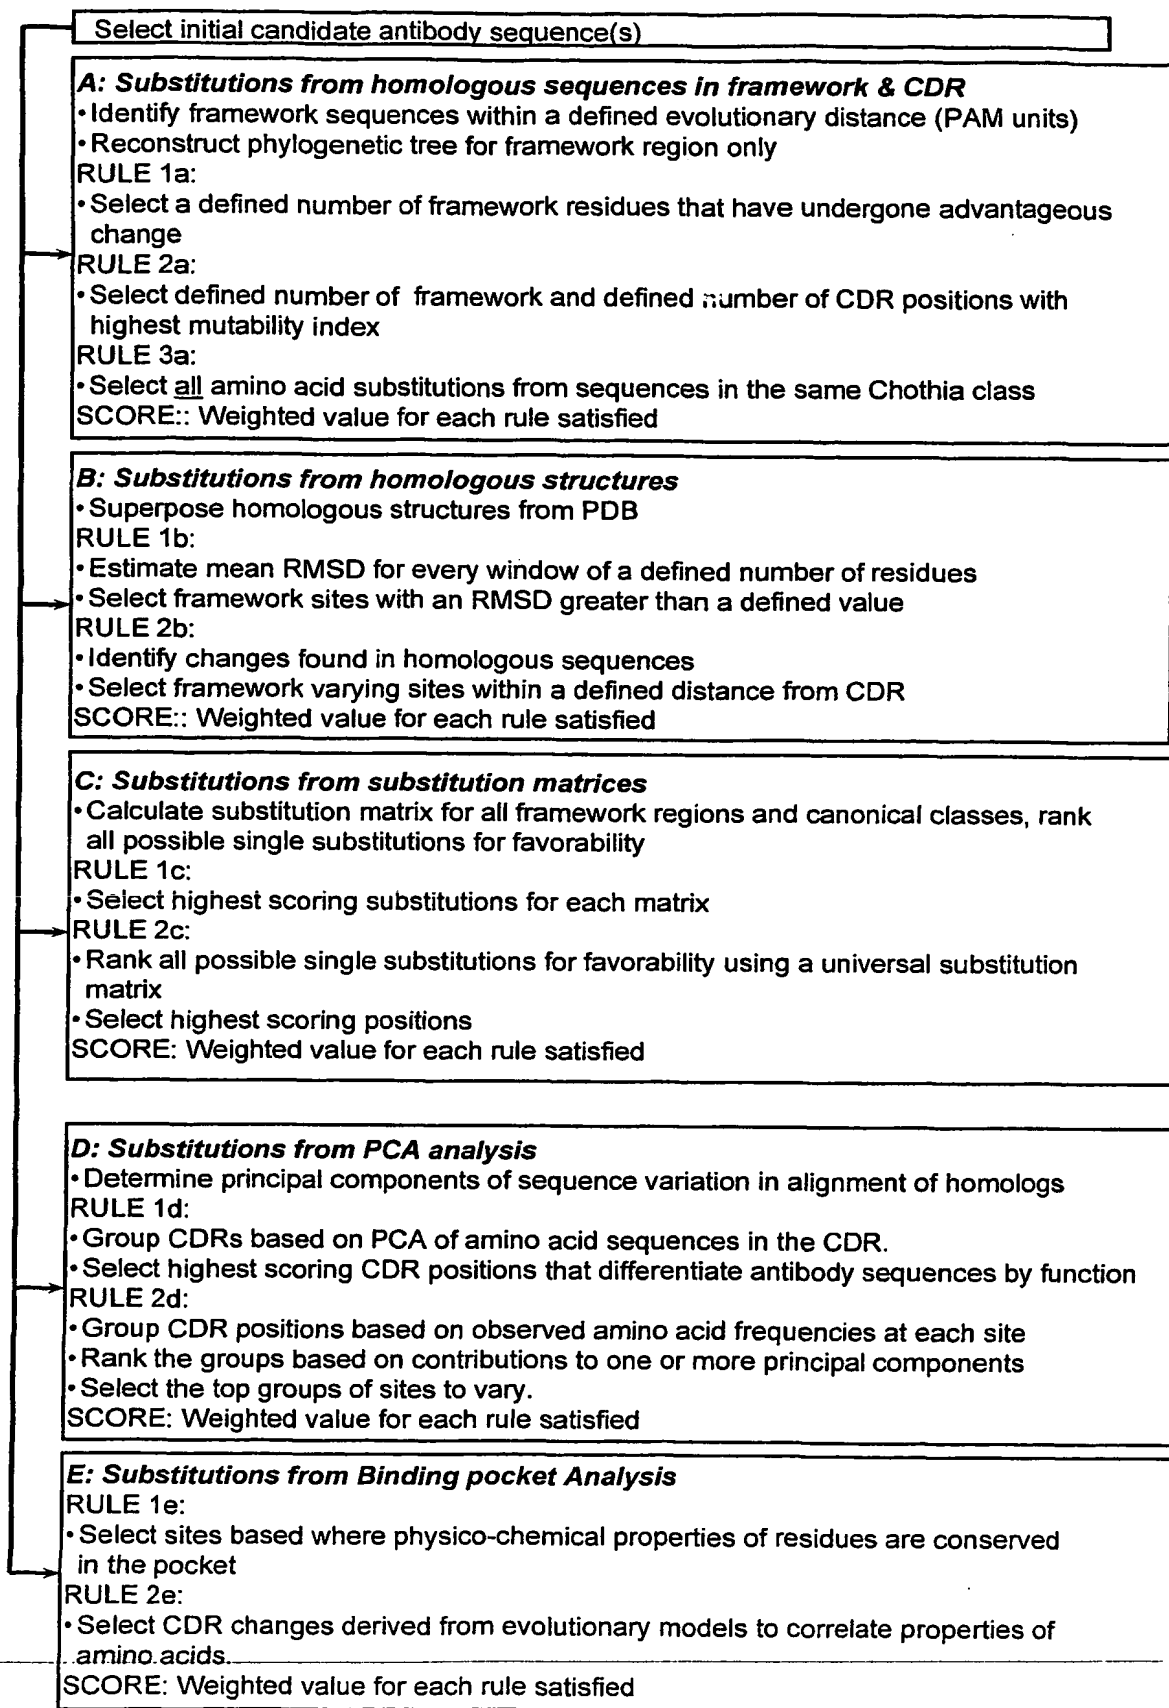 Select initial candidate antibody sequence(s)
A: Substitutions from homologous sequences in framework & CDR
• Identify framework sequences within a defined evolutionary distance (PAM units)
• Reconstruct phylogenetic tree for framework region only
RULE 1a:
• Select a defined number of framework residues that have undergone advantageous
change
RULE 2a:
• Select defined number of framework and defined number of CDR positions with
highest mutability index
RULE 3a:
• Select all amino acid substitutions from sequences in the same Chothia class
SCORE:: Weighted value for each rule satisfied
B: Substitutions from homologous structures
• Superpose homologous structures from PDB
RULE 1b:
• Estimate mean RMSD for every window of a defined number of residues
• Select framework sites with an RMSD greater than a defined value
RULE 2b:
• Identify changes found in homologous sequences
• Select framework varying sites within a defined distance from CDR
SCORE:: Weighted value for each rule satisfied
C: Substitutions from substitution matrices
• Calculate substitution matrix for all framework regions and canonical classes, rank
all possible single substitutions for favorability
RULE 1c:
• Select highest scoring substitutions for each matrix
RULE 2c:
• Rank all possible single substitutions for favorability using a universal substitution
matrix
• Select highest scoring positions
SCORE: Weighted value for each rule satisfied
D: Substitutions from PCA analysis
• Determine principal components of sequence variation in alignment of homologs
RULE 1d:
• Group CDRs based on PCA of amino acid sequences in the CDR.
• Select highest scoring CDR positions that differentiate antibody sequences by function
RULE 2d:
• Group CDR positions based on observed amino acid frequencies at each site
• Rank the groups based on contributions to one or more principal components
• Select the top groups of sites to vary.
SCORE: Weighted value for each rule satisfied
E: Substitutions from Binding pocket Analysis
RULE 1e:
• Select sites based where physico-chemical properties of residues are conserved
in the pocket
RULE 2e:
• Select CDR changes derived from evolutionary models to correlate properties of
amino acids.
SCORE: Weighted value for each rule satisfied